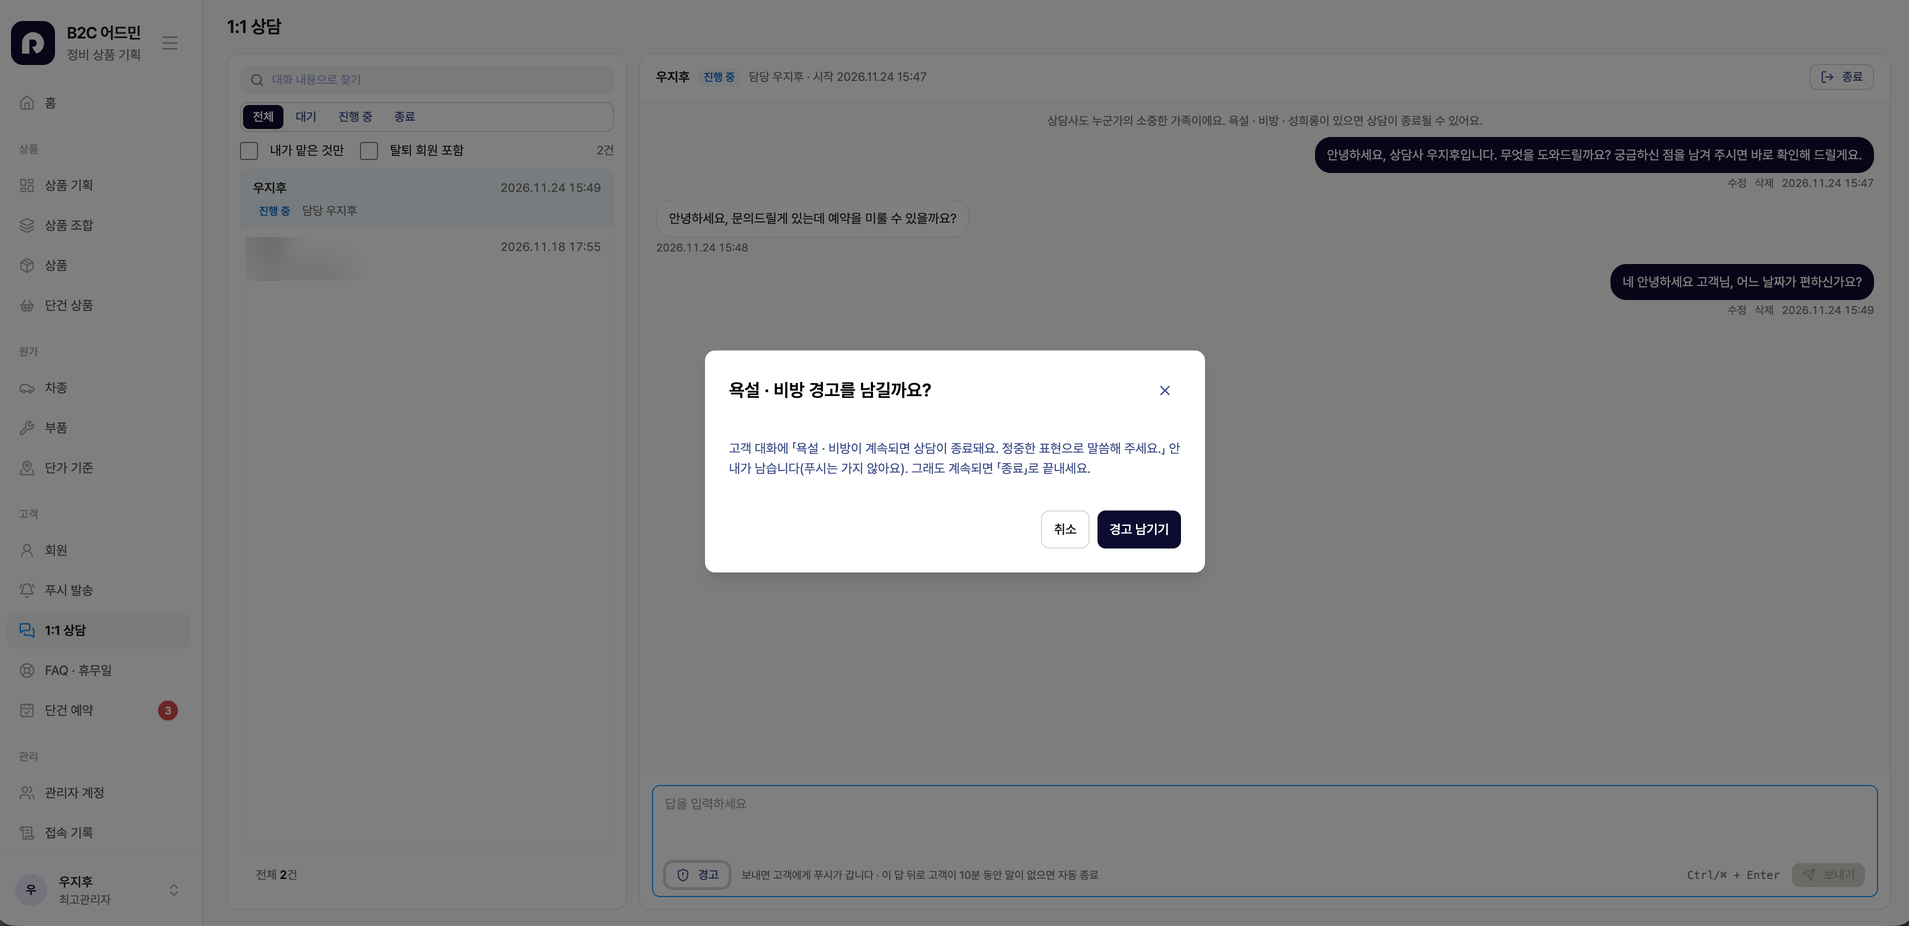 B2C 어드민
정비 상품 기획
홈
상품
상품 기획
상품 조합
상품
단건 상품
원가
차종
부품
단가 기준
고객
회원
푸시 발송
1:1 상담
FAQ · 휴무일
단건 예약 3
관리
관리자 계정
접속 기록
우 우지후
최고관리자
1:1 상담
대화 내용으로 찾기
전체 대기 진행 중 종료
내가 맡은 것만 탈퇴 회원 포함 2건
우지후 2026.11.24 15:49
진행 중 담당 우지후
2026.11.18 17:55
전체 2건
우지후 진행 중 담당 우지후 · 시작 2026.11.24 15:47 종료
상담사도 누군가의 소중한 가족이에요. 욕설 · 비방 · 성희롱이 있으면 상담이 종료될 수 있어요.
안녕하세요, 상담사 우지후입니다. 무엇을 도와드릴까요? 궁금하신 점을 남겨 주시면 바로 확인해 드릴게요.
수정 삭제 2026.11.24 15:47
안녕하세요, 문의드릴게 있는데 예약을 미룰 수 있을까요?
2026.11.24 15:48
네 안녕하세요 고객님, 어느 날짜가 편하신가요?
수정 삭제 2026.11.24 15:49
욕설 · 비방 경고를 남길까요?
고객 대화에 「욕설 · 비방이 계속되면 상담이 종료돼요. 정중한 표현으로 말씀해 주세요.」 안
내가 남습니다(푸시는 가지 않아요). 그래도 계속되면 「종료」로 끝내세요.
취소 경고 남기기
답을 입력하세요
경고 보내면 고객에게 푸시가 갑니다 · 이 답 뒤로 고객이 10분 동안 말이 없으면 자동 종료 Ctrl/⌘ + Enter 보내기